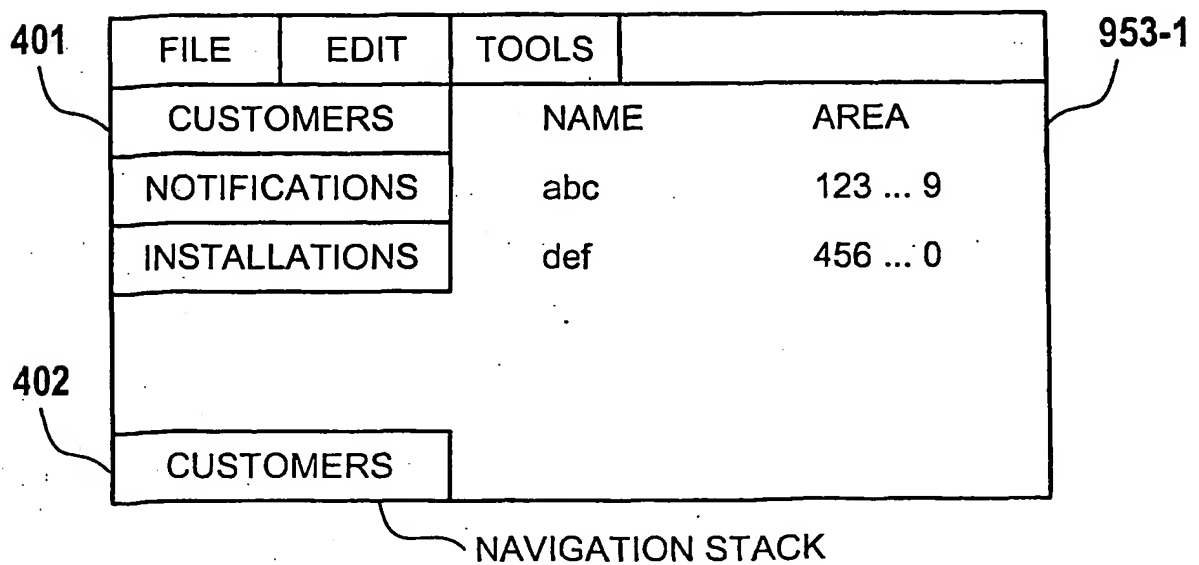 401 FILE EDIT TOOLS 953-1
CUSTOMERS NAME AREA
NOTIFICATIONS abc 123 ... 9
INSTALLATIONS def 456 ... 0
402
CUSTOMERS
NAVIGATION STACK